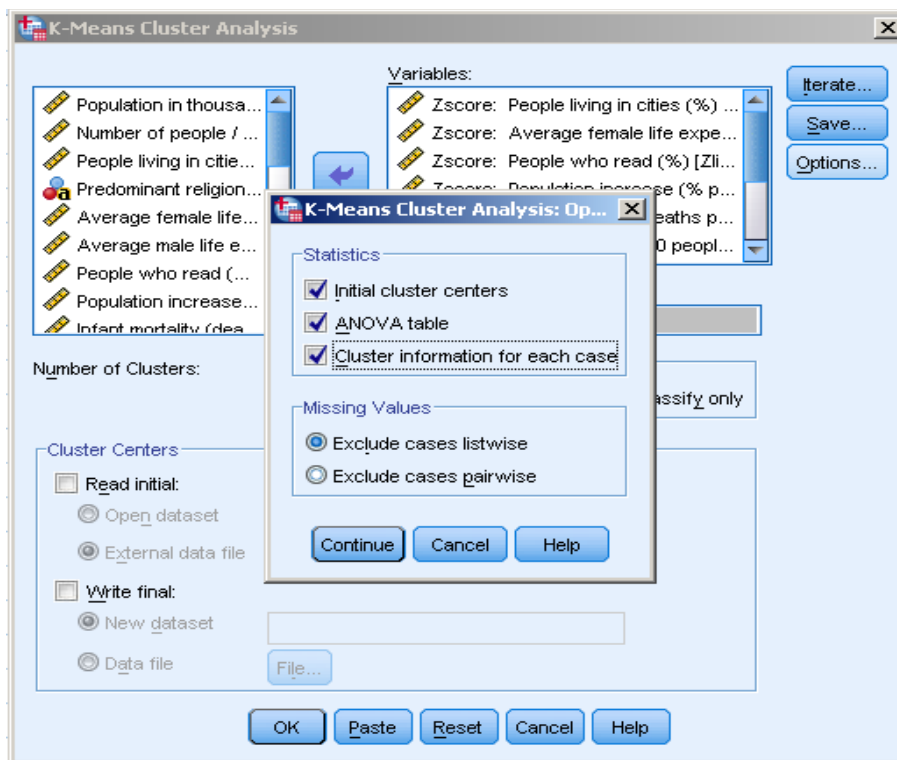 K-Means Cluster Analysis
Variables:
Population in thousa...
Number of people / ...
People living in citie...
Predominant religion...
Average female life...
Average male life e...
People who read (...
Population increase...
Infant mortality (dea
Zscore: People living in cities (%) ...
Zscore: Average female life expe...
Zscore: People who read (%) [Zli...
Zscore: Population increase (% p...
eaths p...
0 peopl...
Iterate...
Save...
Options...
K-Means Cluster Analysis: Op...
Statistics
Initial cluster centers
ANOVA table
Cluster information for each case
Missing Values
Exclude cases listwise
Exclude cases pairwise
Continue
Cancel
Help
Number of Clusters:
assify only
Cluster Centers
Read initial:
Open dataset
External data file
Write final:
New dataset
Data file
File...
OK
Paste
Reset
Cancel
Help